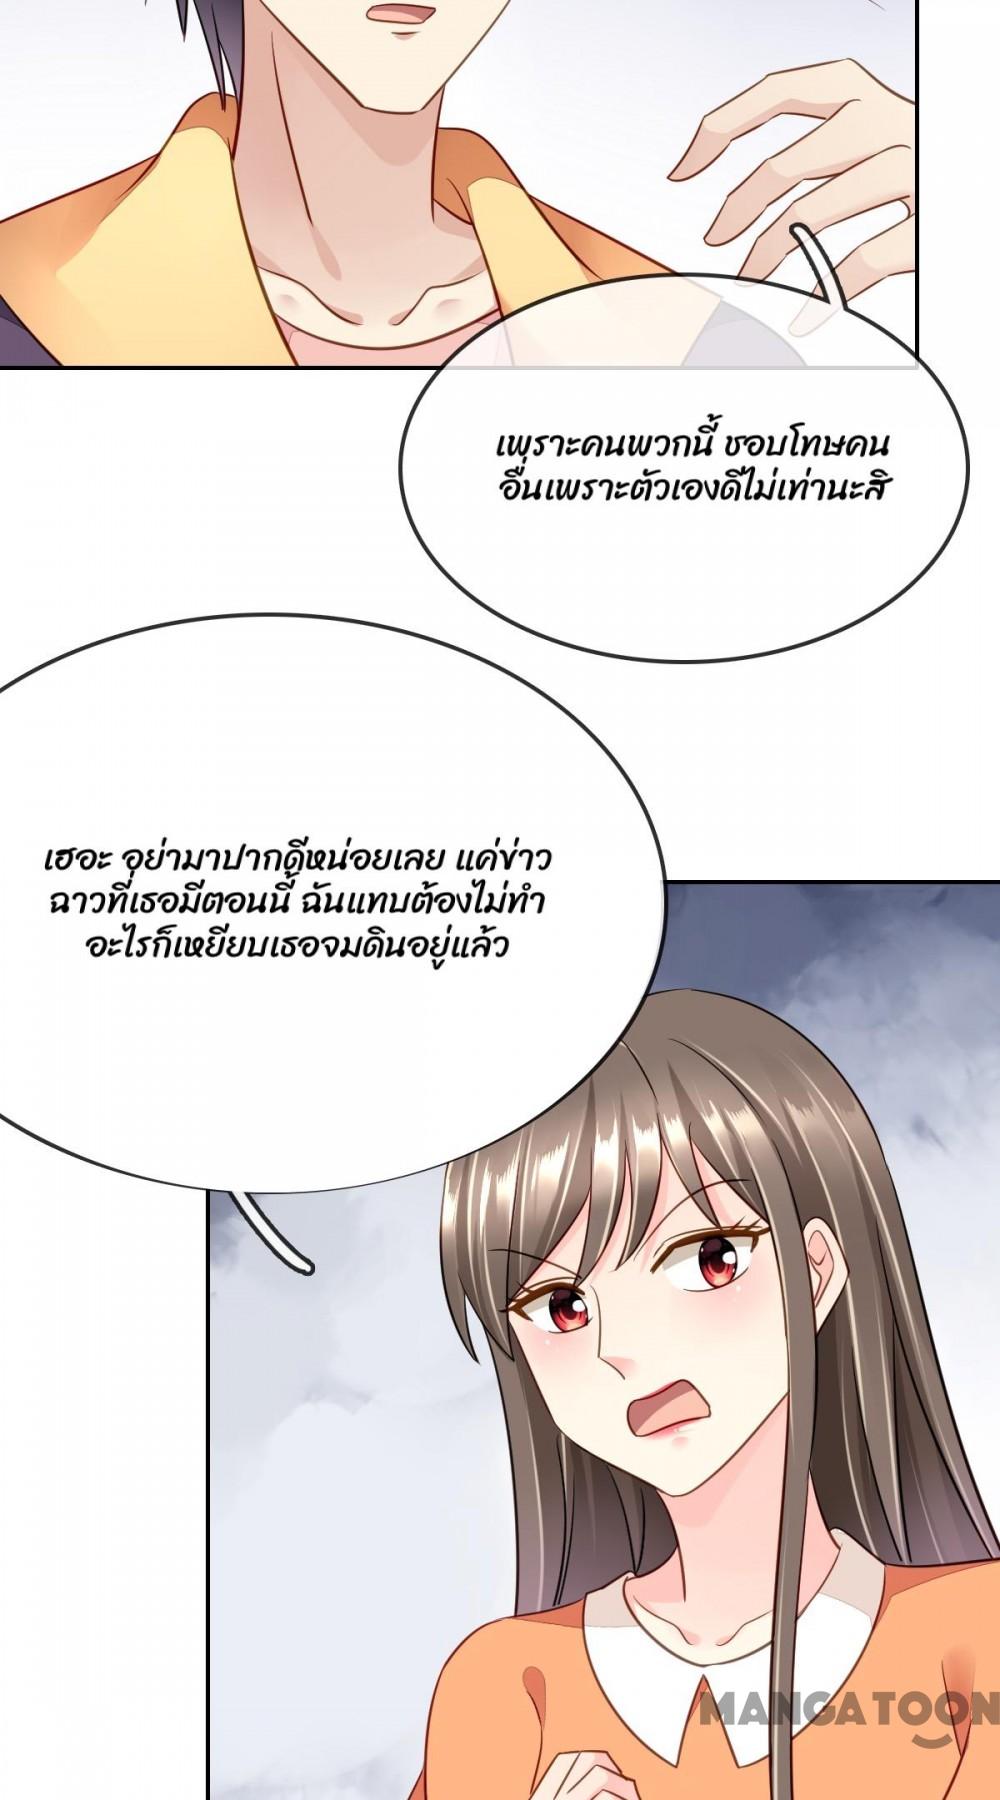 เพราะคนพวกนี้ ชอบโทษคน
อื่นเพราะตัวเองดีไม่เท่านะสิ
เฮอะ อย่ามาปากดีหน่อยเลย แค่ข่าว
ฉาวที่เธอมีตอนนี้ ฉันแทบต้องไม่ทำ
อะไรก็เหยียบเธอจมดินอยู่แล้ว
MANGATOON